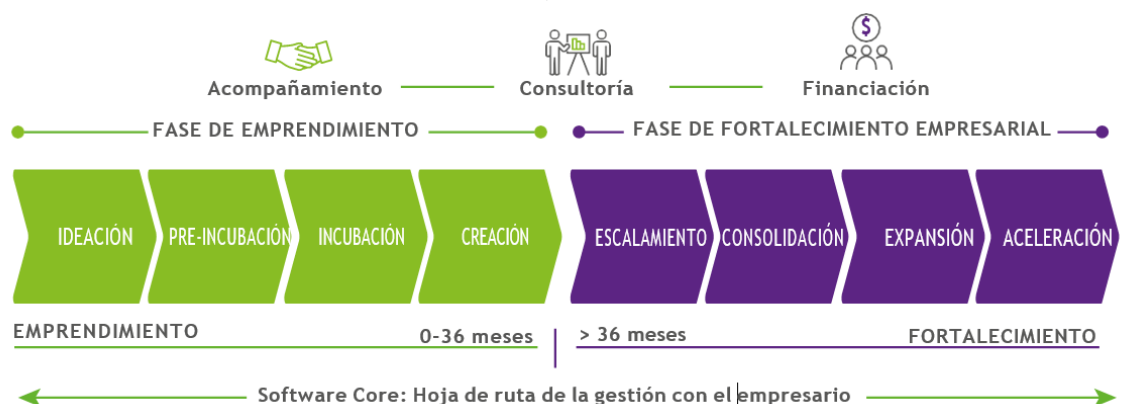 $
Acompañamiento
Consultoría
Financiación
FASE DE EMPRENDIMIENTO
FASE DE FORTALECIMIENTO EMPRESARIAL
IDEACIÓN
PRE-INCUBACIÓN
INCUBACIÓN
CREACIÓN
ESCALAMIENTO
CONSOLIDACIÓN
EXPANSIÓN
ACELERACIÓN
EMPRENDIMIENTO
0-36 meses
> 36 meses
FORTALECIMIENTO
Software Core: Hoja de ruta de la gestión con el empresario